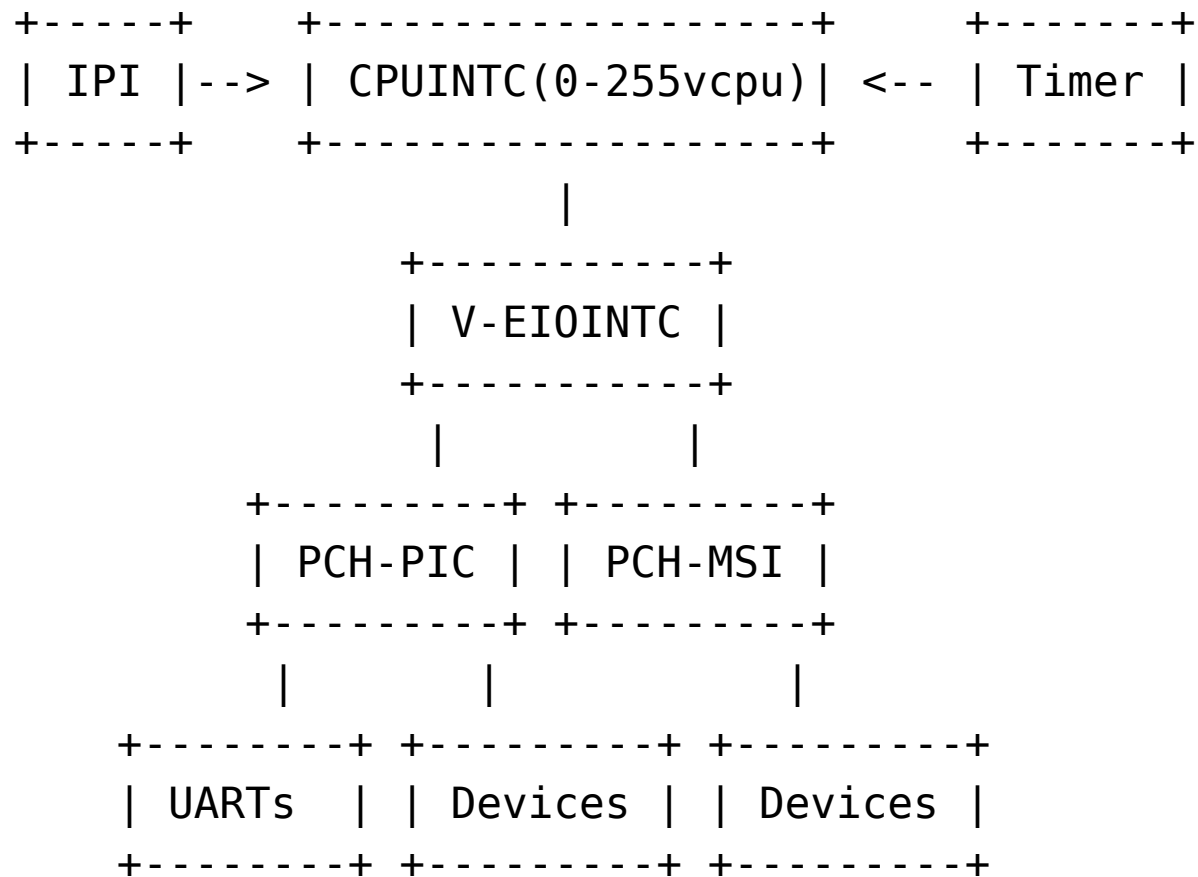 +-----+    +-------------------+     +-------+
| IPI |--> | CPUINTC(0-255vcpu)| <-- | Timer |
+-----+    +-------------------+     +-------+
                     |
               +-----------+
               | V-EIOINTC |
               +-----------+
                |         |
         +---------+ +---------+
         | PCH-PIC | | PCH-MSI |
         +---------+ +---------+
          |       |           |
    +--------+ +---------+ +---------+
    | UARTs  | | Devices | | Devices |
    +--------+ +---------+ +---------+